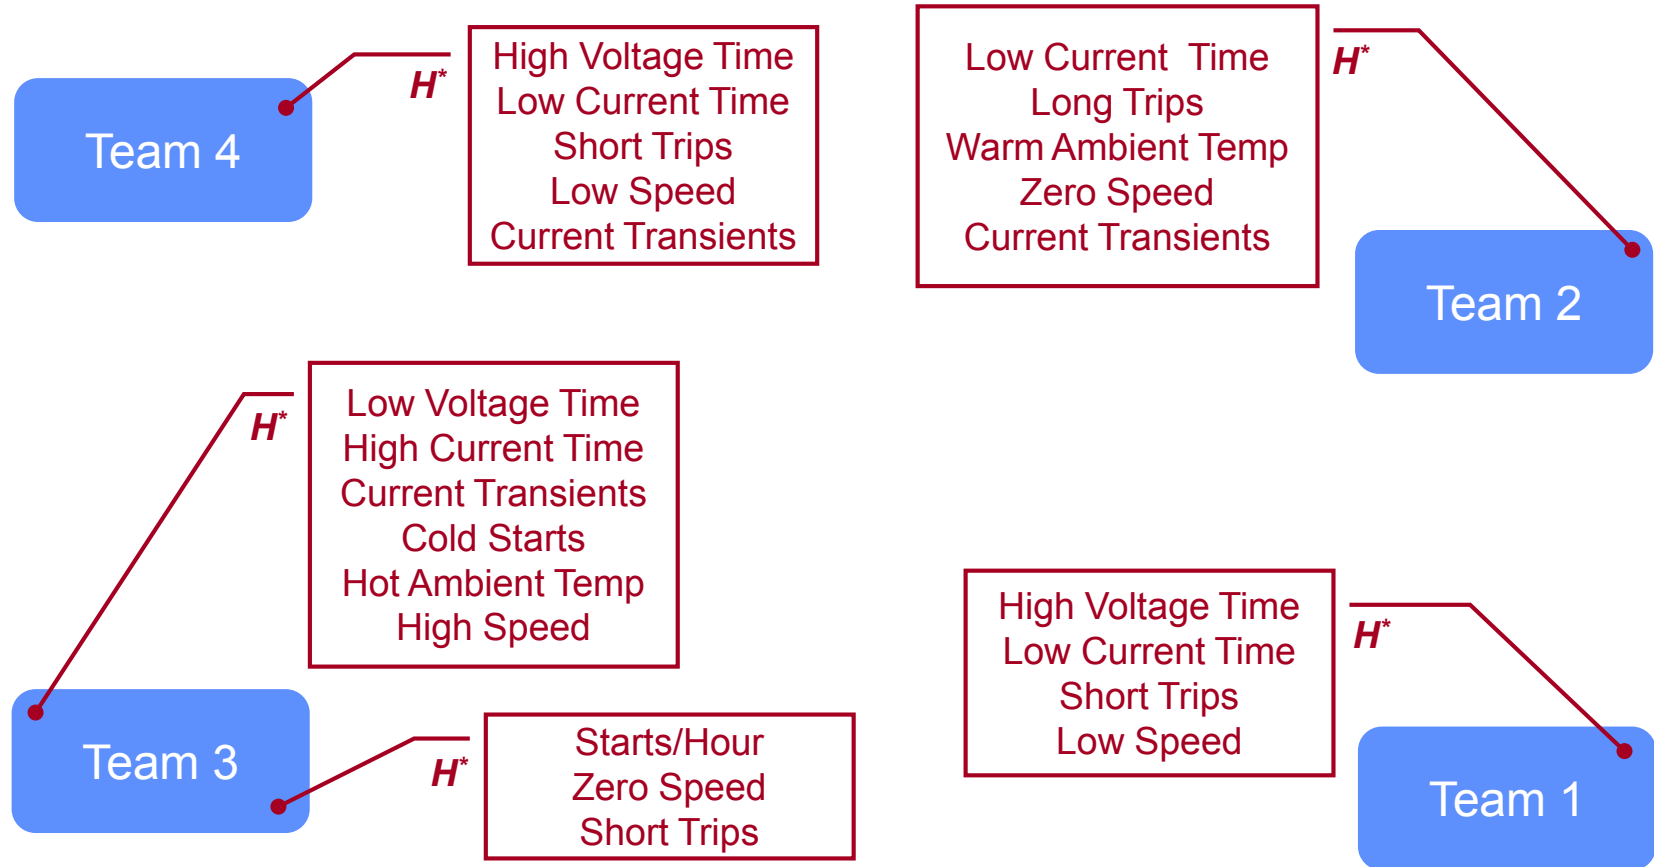 Team 4
H*
High Voltage Time
Low Current Time
Short Trips
Low Speed
Current Transients
Low Current Time
Long Trips
Warm Ambient Temp
Zero Speed
Current Transients
H*
Team 2
H*
Low Voltage Time
High Current Time
Current Transients
Cold Starts
Hot Ambient Temp
High Speed
Team 3
H*
Starts/Hour
Zero Speed
Short Trips
High Voltage Time
Low Current Time
Short Trips
Low Speed
H*
Team 1